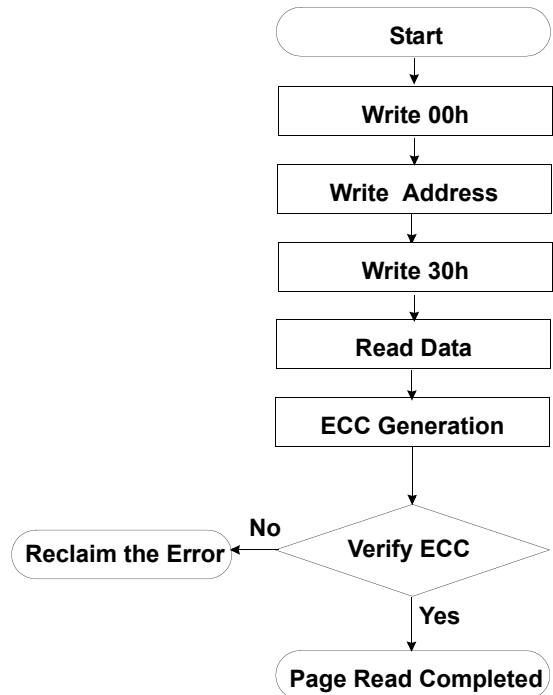 Start
Write 00h
Write Address
Write 30h
Read Data
ECC Generation
No
Reclaim the Error
Verify ECC
Yes
Page Read Completed